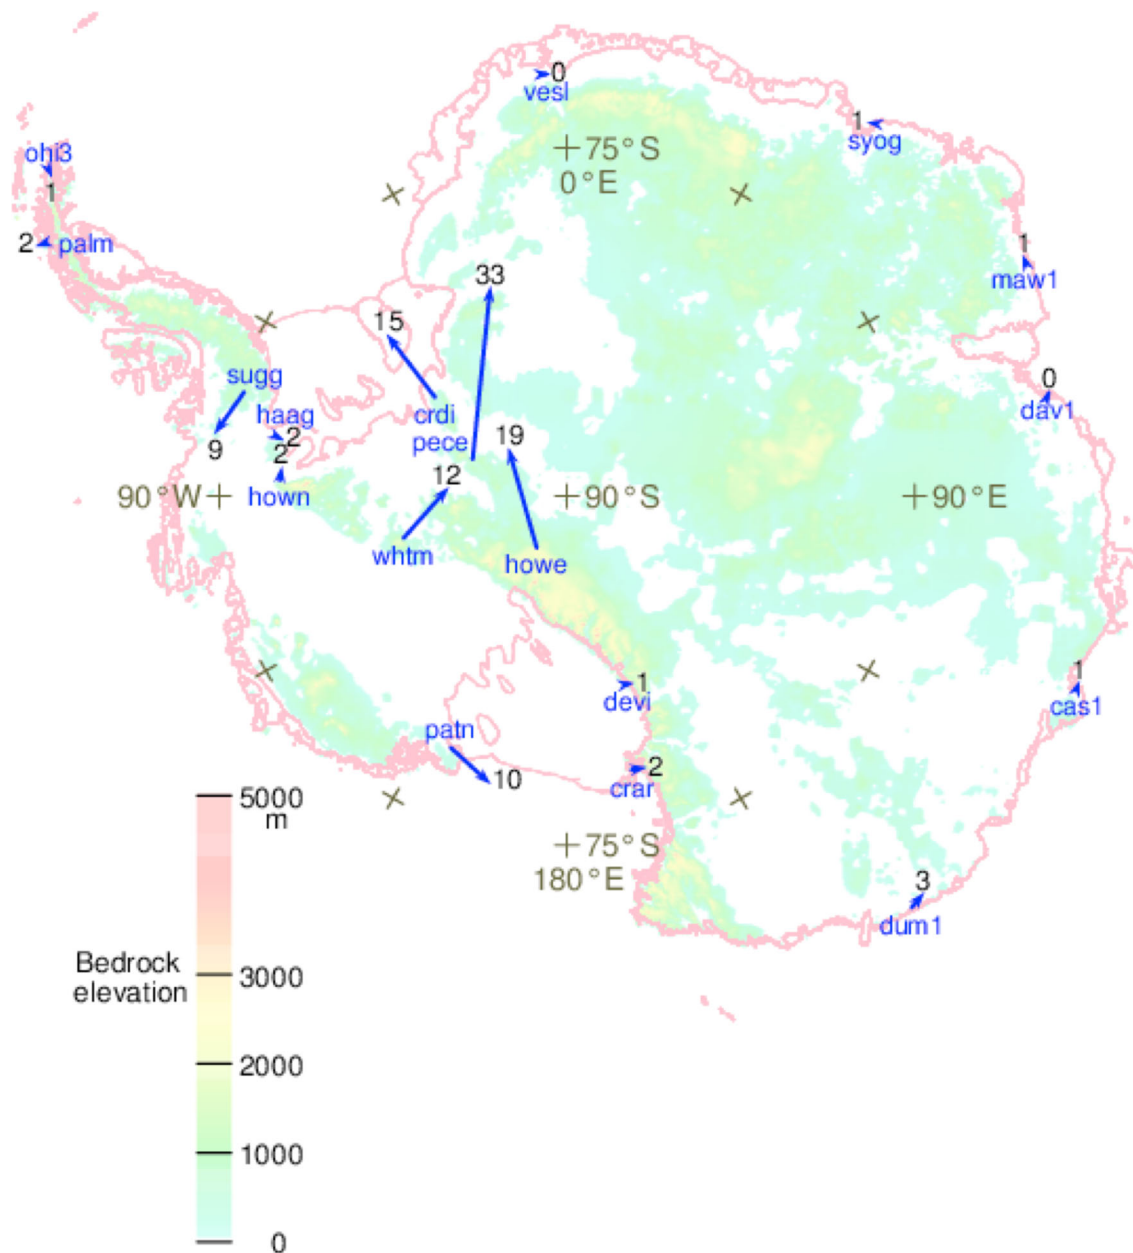 0
vesl
1
syog
+75°S
0°E
ohi3
1
2
palm
1
maw1
33
15
sugg
0
dav1
haag
2
crdi
pece
19
9
2
12
90°W+
hown
+90°S
+90°E
whtm
howe
1
devi
1
cas1
patn
10
2
crar
5000
m
+75°S
180°E
3
dum1
Bedrock
elevation
3000
2000
1000
0